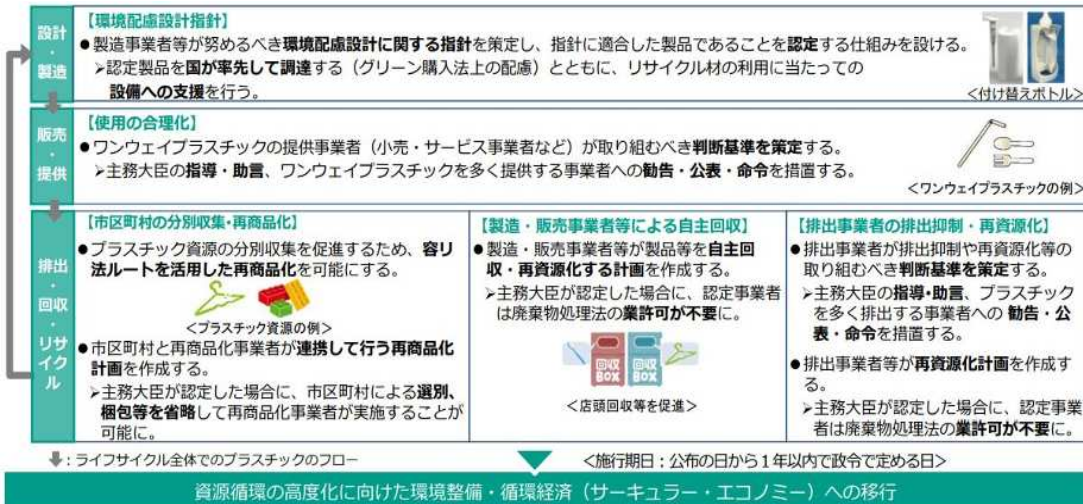 設計・製造
【環境配慮設計指針】
●製造事業者等が努めるべき環境配慮設計に関する指針を策定し、指針に適合した製品であることを認定する仕組みを設ける。
➢認定製品を国が率先して調達する（グリーン購入法上の配慮）とともに、リサイクル材の利用に当たっての
設備への支援を行う。
<付け替えボトル>
販売・提供
【使用の合理化】
●ワンウェイプラスチックの提供事業者（小売・サービス事業者など）が取り組むべき判断基準を策定する。
➢主務大臣の指導・助言、ワンウェイプラスチックを多く提供する事業者への勧告・公表・命令を措置する。
<ワンウェイプラスチックの例>
排出・回収・リサイクル
【市区町村の分別収集・再商品化】
●プラスチック資源の分別収集を促進するため、容リ
法ルートを活用した再商品化を可能にする。
<プラスチック資源の例>
●市区町村と再商品化事業者が連携して行う再商品化
計画を作成する。
➢主務大臣が認定した場合に、市区町村による選別、
梱包等を省略して再商品化事業者が実施することが
可能に。
【製造・販売事業者等による自主回収】
●製造・販売事業者等が製品等を自主回
収・再資源化する計画を作成する。
➢主務大臣が認定した場合に、認定事業者
は廃棄物処理法の業許可が不要に。
回収
BOX
回収
BOX
<店頭回収等を促進>
【排出事業者の排出抑制・再資源化】
●排出事業者が排出抑制や再資源化等の
取り組むべき判断基準を策定する。
➢主務大臣の指導・助言、プラスチック
を多く排出する事業者への 勧告・公
表・命令を措置する。
●排出事業者等が再資源化計画を作成す
る。
➢主務大臣が認定した場合に、認定事業
者は廃棄物処理法の業許可が不要に。
：ライフサイクル全体でのプラスチックのフロー
<施行期日：公布の日から１年以内で政令で定める日>
資源循環の高度化に向けた環境整備・循環経済（サーキュラー・エコノミー）への移行